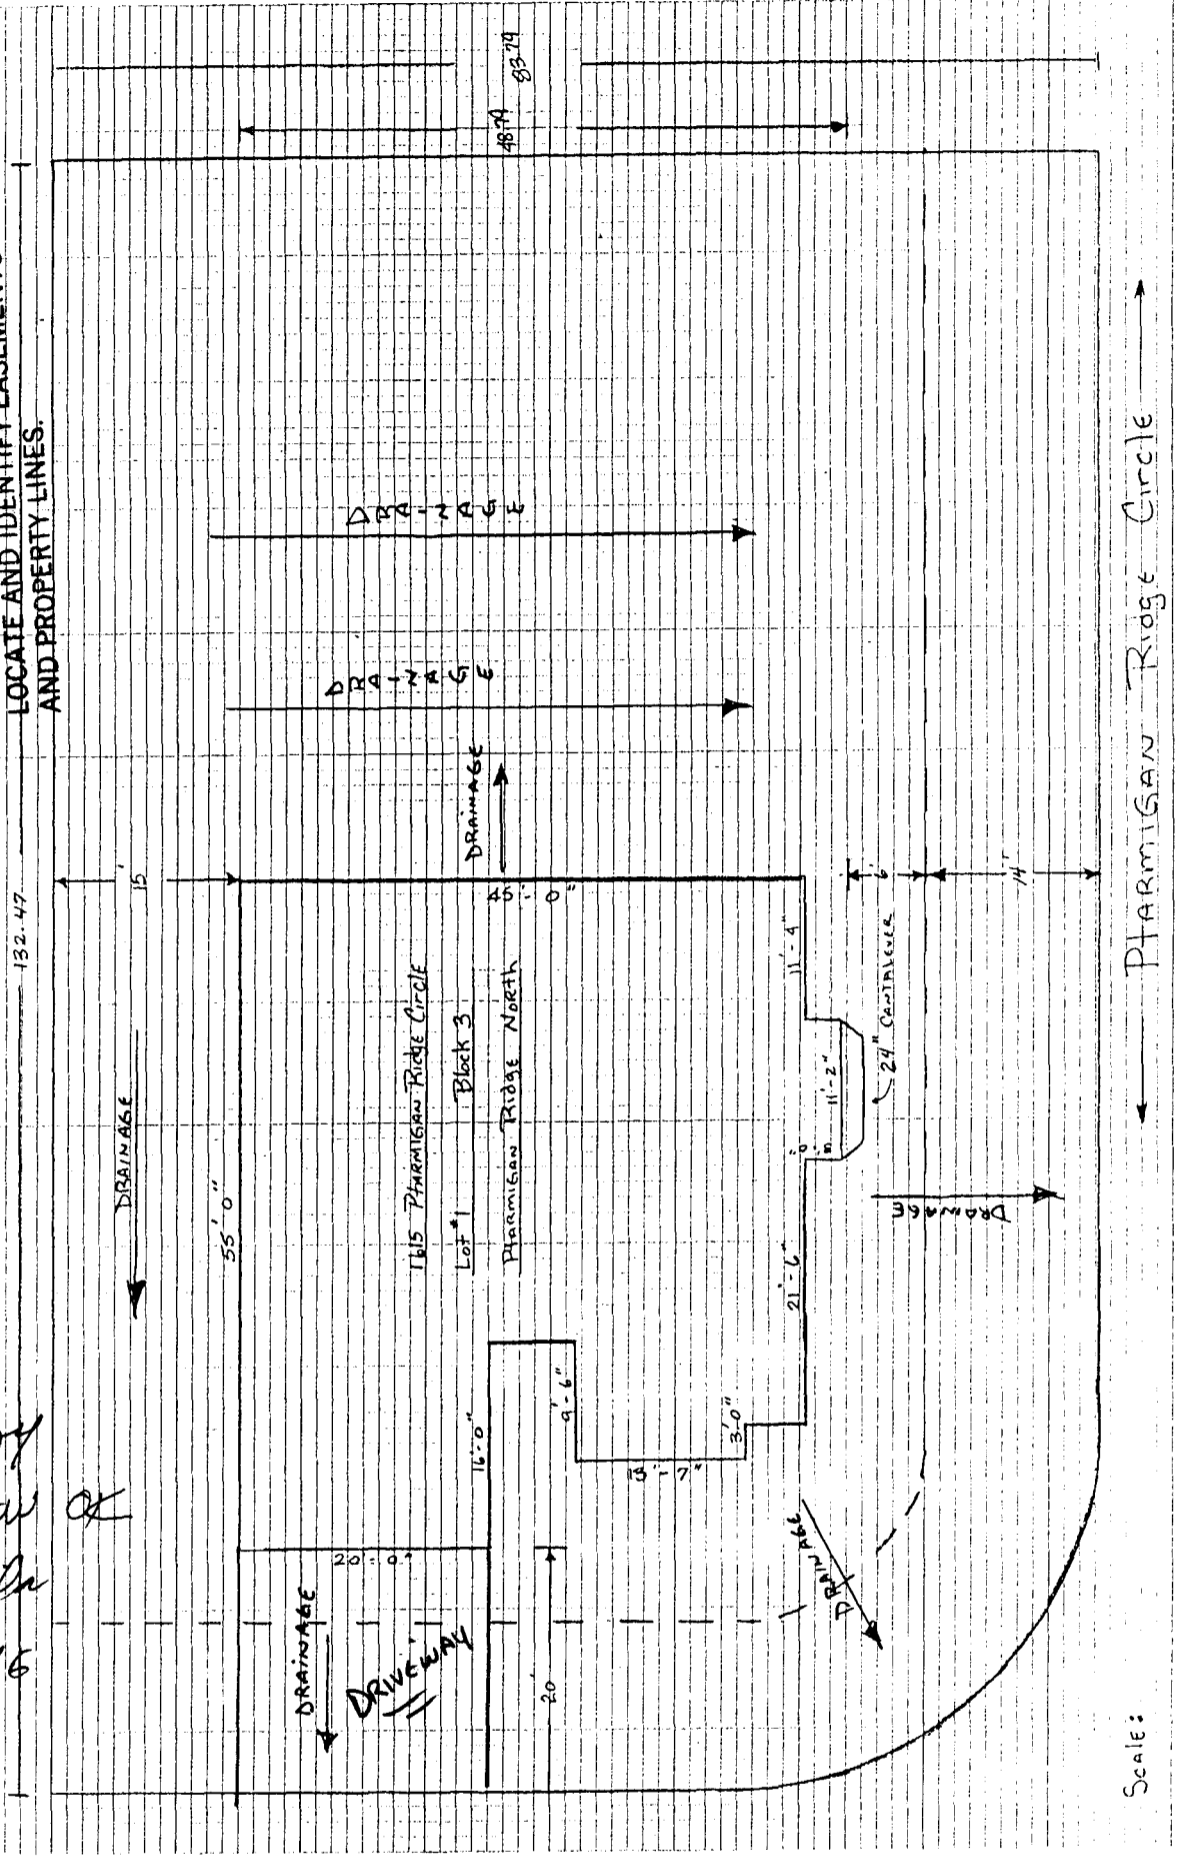 LOCATE AND IDENTIFY EASEMENTS
AND PROPERTY LINES.
132.47
83.79
48.79
15'
DRAINAGE
55'-0"
DRAINAGE
DRAINAGE
DRAINAGE
45'-0"
1615 PtARMIGAN Ridge CirclE
Lot #1 Block 3
PtARmigan Ridge North
20'-0"
DRAINAGE
DRIVEWAY
16'-0"
9'-6"
20'
3'-0"
21'-6"
11'-2"
11'-4"
24" CANTALEVER
6'
14'
DRAINAGE
DRAINAGE
PtARMIGAN Ridge Circle
Scale: